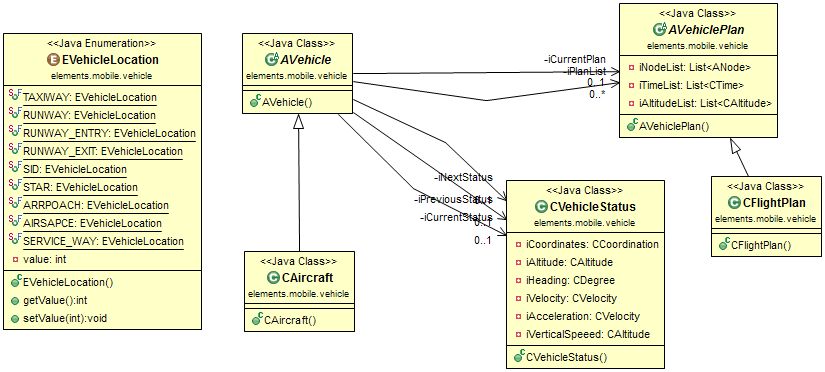 <<Java Enumeration>>
EVehicleLocation
elements.mobile.vehicle
TAXIWAY: EVehicleLocation
RUNWAY: EVehicleLocation
RUNWAY_ENTRY: EVehicleLocation
RUNWAY_EXIT: EVehicleLocation
SID: EVehicleLocation
STAR: EVehicleLocation
ARRPOACH: EVehicleLocation
AIRSAPCE: EVehicleLocation
SERVICE_WAY: EVehicleLocation
value: int
EVehicleLocation()
getValue():int
setValue(int):void
<<Java Class>>
AVehicle
elements.mobile.vehicle
AVehicle()
-iCurrentPlan
0..1
-iPlanList
0..*
<<Java Class>>
AVehiclePlan
elements.mobile.vehicle
iNodeList: List<ANode>
iTimeList: List<CTime>
iAltitudeList: List<CAltitude>
AVehiclePlan()
-iNextStatus
0..1
-iPreviousStatus
0..1
-iCurrentStatus
0..1
<<Java Class>>
CAircraft
elements.mobile.vehicle
CAircraft()
<<Java Class>>
CVehicleStatus
elements.mobile.vehicle
iCoordinates: CCoordination
iAltitude: CAltitude
iHeading: CDegree
iVelocity: CVelocity
iAcceleration: CVelocity
iVerticalSpeeed: CAltitude
CVehicleStatus()
<<Java Class>>
CFlightPlan
elements.mobile.vehicle
CFlightPlan()